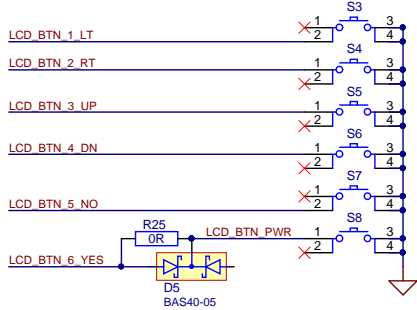 S3
1 3
LCD_BTN_1_LT 2 4
S4
LCD_BTN_2_RT 1 3
2 4
S5
LCD_BTN_3_UP 1 3
2 4
S6
LCD_BTN_4_DN 1 3
2 4
S7
1 3
LCD_BTN_5_NO 2 4
R25 S8
0R LCD_BTN_PWR 1 3
2 4
LCD_BTN_6_YES
D5
BAS40-05